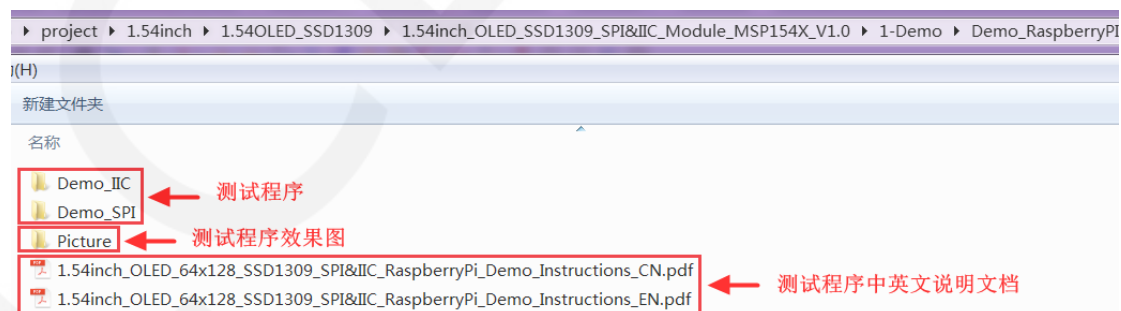 project ▸ 1.54inch ▸ 1.54OLED_SSD1309 ▸ 1.54inch_OLED_SSD1309_SPI&IIC_Module_MSP154X_V1.0 ▸ 1-Demo ▸ Demo_RaspberryPI
(H)
新建文件夹
名称
Demo_IIC
测试程序
Demo_SPI
Picture 测试程序效果图
1.54inch_OLED_64x128_SSD1309_SPI&IIC_RaspberryPi_Demo_Instructions_CN.pdf
测试程序中英文说明文档
1.54inch_OLED_64x128_SSD1309_SPI&IIC_RaspberryPi_Demo_Instructions_EN.pdf